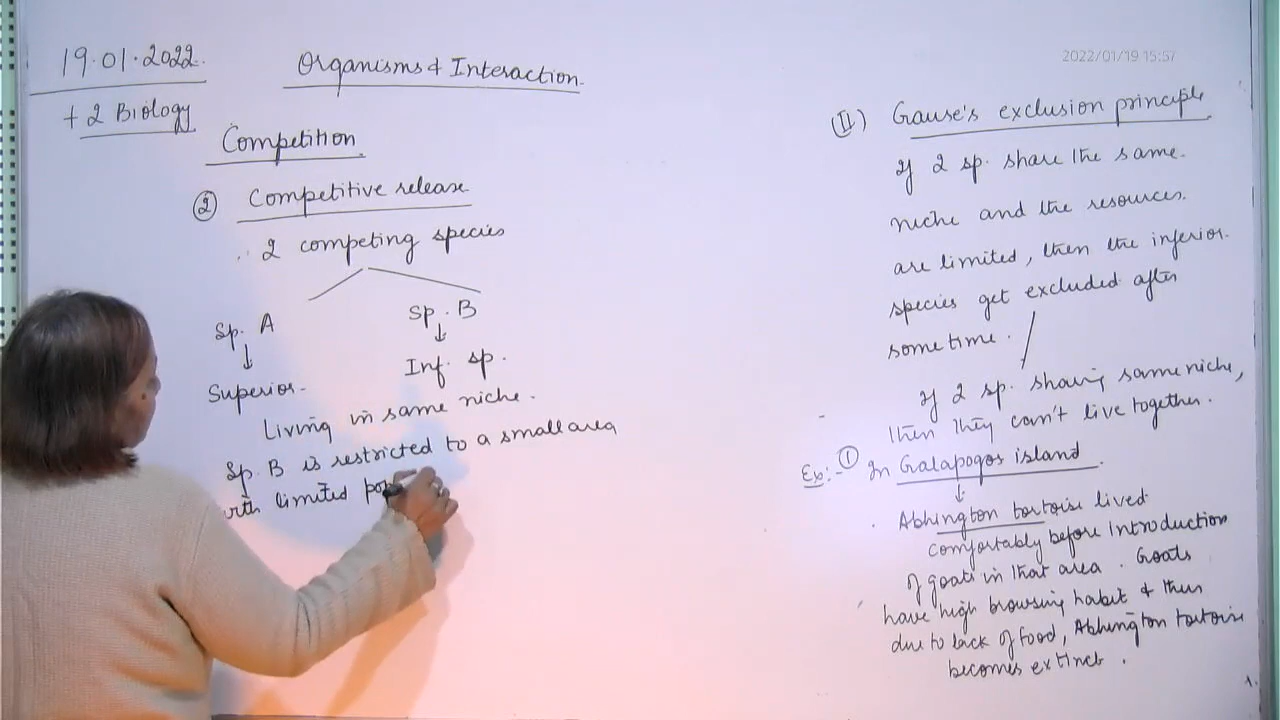 19.01.2022.
+2 Biology
Organisms & Interaction
Competition
② Competitive release
2 competing species
Sp. A
Sp. B
Superior
Inf. sp.
Living in same niche.
Sp. B is restricted to a small area
with limited pop
2022/01/19 15:57
(II) Gause's exclusion principle
If 2 sp. share the same
niche and the resources.
are limited, then the inferior
species get excluded after
some time.
If 2 sp. sharing same niche,
then they can't live together.
Ex:- ① In Galapogos island.
Abhington tortoise lived
comfortably before Introduction
of goats in that area. Goats
have high browsing habit & thus
due to lack of food, Abhington tortoise
becomes extinct.